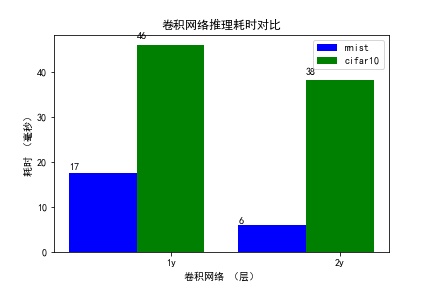 卷积网络推理耗时对比
46
38
17
6
mnist
cifar10
耗时 （毫秒）
40
30
20
10
0
1y
2y
卷积网络 （层）